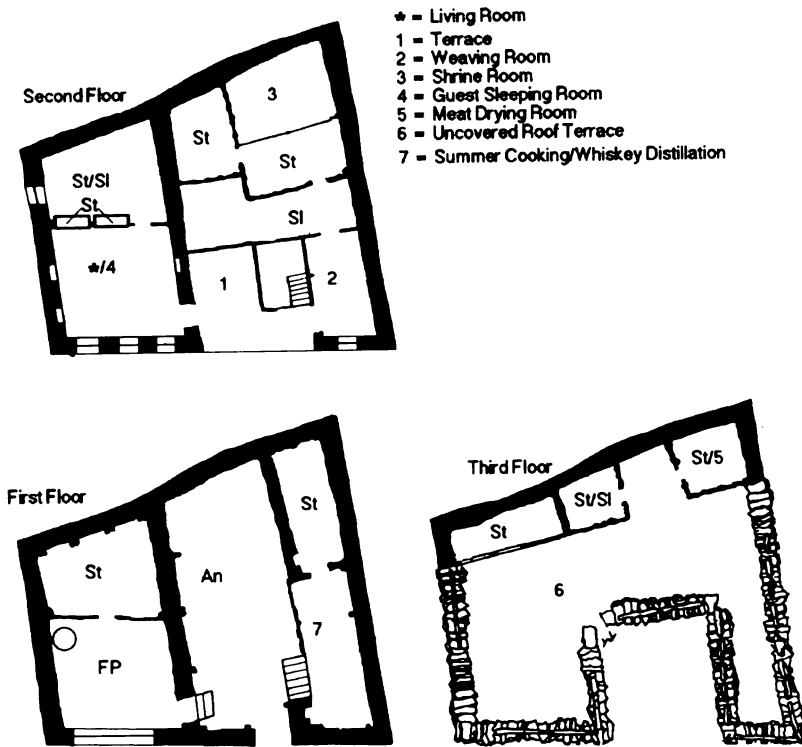 * = Living Room
1 = Terrace
2 = Weaving Room
3 = Shrine Room
4 = Guest Sleeping Room
5 = Meat Drying Room
6 = Uncovered Roof Terrace
7 = Summer Cooking/Whiskey Distillation
Second Floor
3
St
St
St/Sl
St
Sl
*/4
1
2
First Floor
St
St
An
7
FP
Third Floor
St/5
St/Sl
St
6